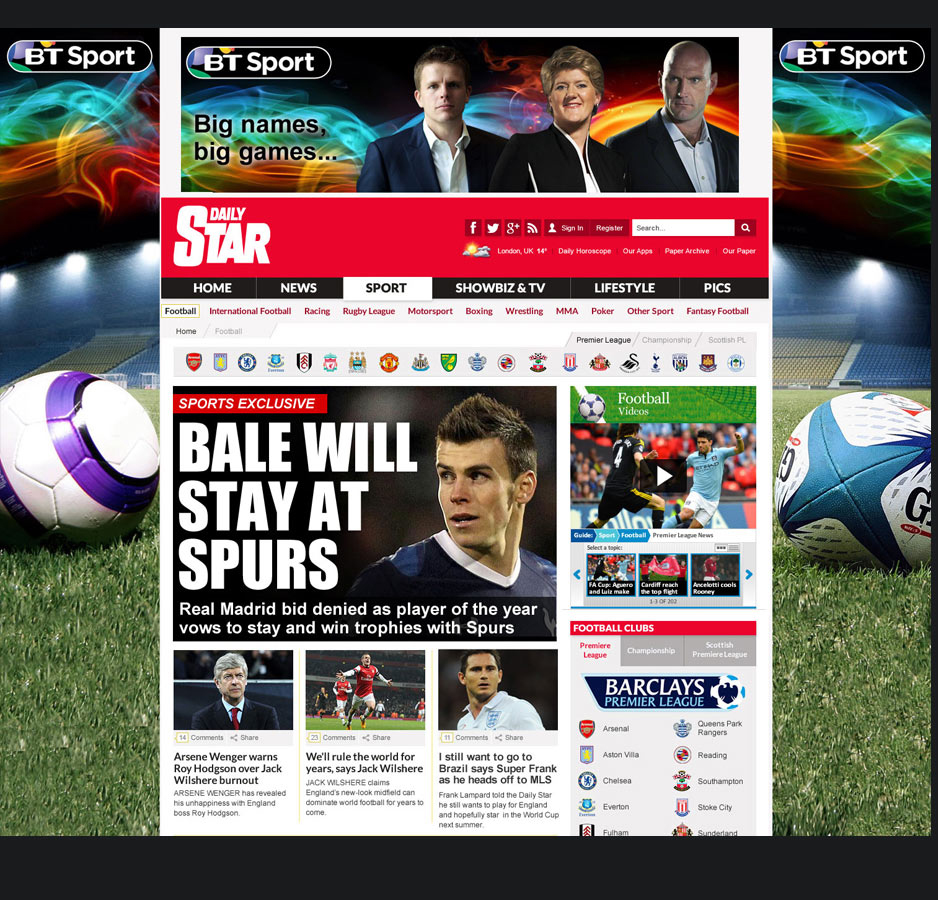 BT Sport
BT Sport
BT Sport
Big names,
big games...
DAILY
STAR
Sign In
Register
Search...
London, UK 14°
Daily Horoscope
Our Apps
Paper Archive
Our Paper
HOME
NEWS
SPORT
SHOWBIZ & TV
LIFESTYLE
PICS
Football
International Football
Racing
Rugby League
Motorsport
Boxing
Wrestling
MMA
Poker
Other Sport
Fantasy Football
Home
Football
Premier League
Championship
Scottish PL
SPORTS EXCLUSIVE
BALE WILL
STAY AT
SPURS
Real Madrid bid denied as player of the year
vows to stay and win trophies with Spurs
Football
Videos
Guide:
Sport
Football
Premier League News
Select a topic:
FA Cup: Aguero
and Luiz make
Cardiff reach
the top flight
Ancelotti cools
Rooney
1-3 OF 202
14 Comments Share
Arsene Wenger warns
Roy Hodgson over Jack
Wilshere burnout
ARSENE WENGER has revealed
his unhappiness with England
boss Roy Hodgson.
23 Comments Share
We'll rule the world for
years, says Jack Wilshere
JACK WILSHERE claims
England's new-look midfield can
dominate world football for years to
come.
11 Comments Share
I still want to go to
Brazil says Super Frank
as he heads off to MLS
Frank Lampard told the Daily Star
he still wants to play for England
and hopefully star in the World Cup
next summer.
FOOTBALL CLUBS
Premiere
League
Championship
Scottish
Premiere League
BARCLAYS
PREMIER LEAGUE
Arsenal
Queens Park
Rangers
Aston Villa
Reading
Chelsea
Southampton
Everton
Stoke City
Fulham
Sunderland